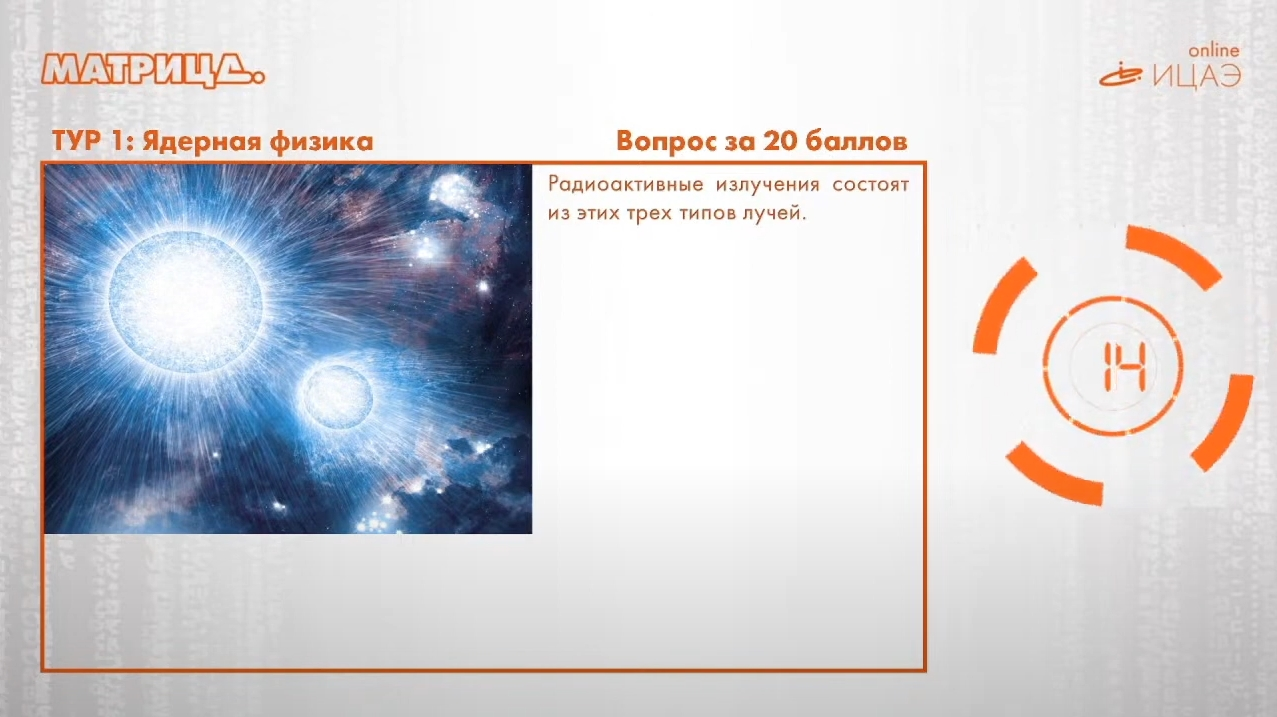 МАТРИЦА..
online
ИЦАЭ
ТУР 1: Ядерная физика
Вопрос за 20 баллов
Радиоактивные излучения состоят
из этих трех типов лучей.
14